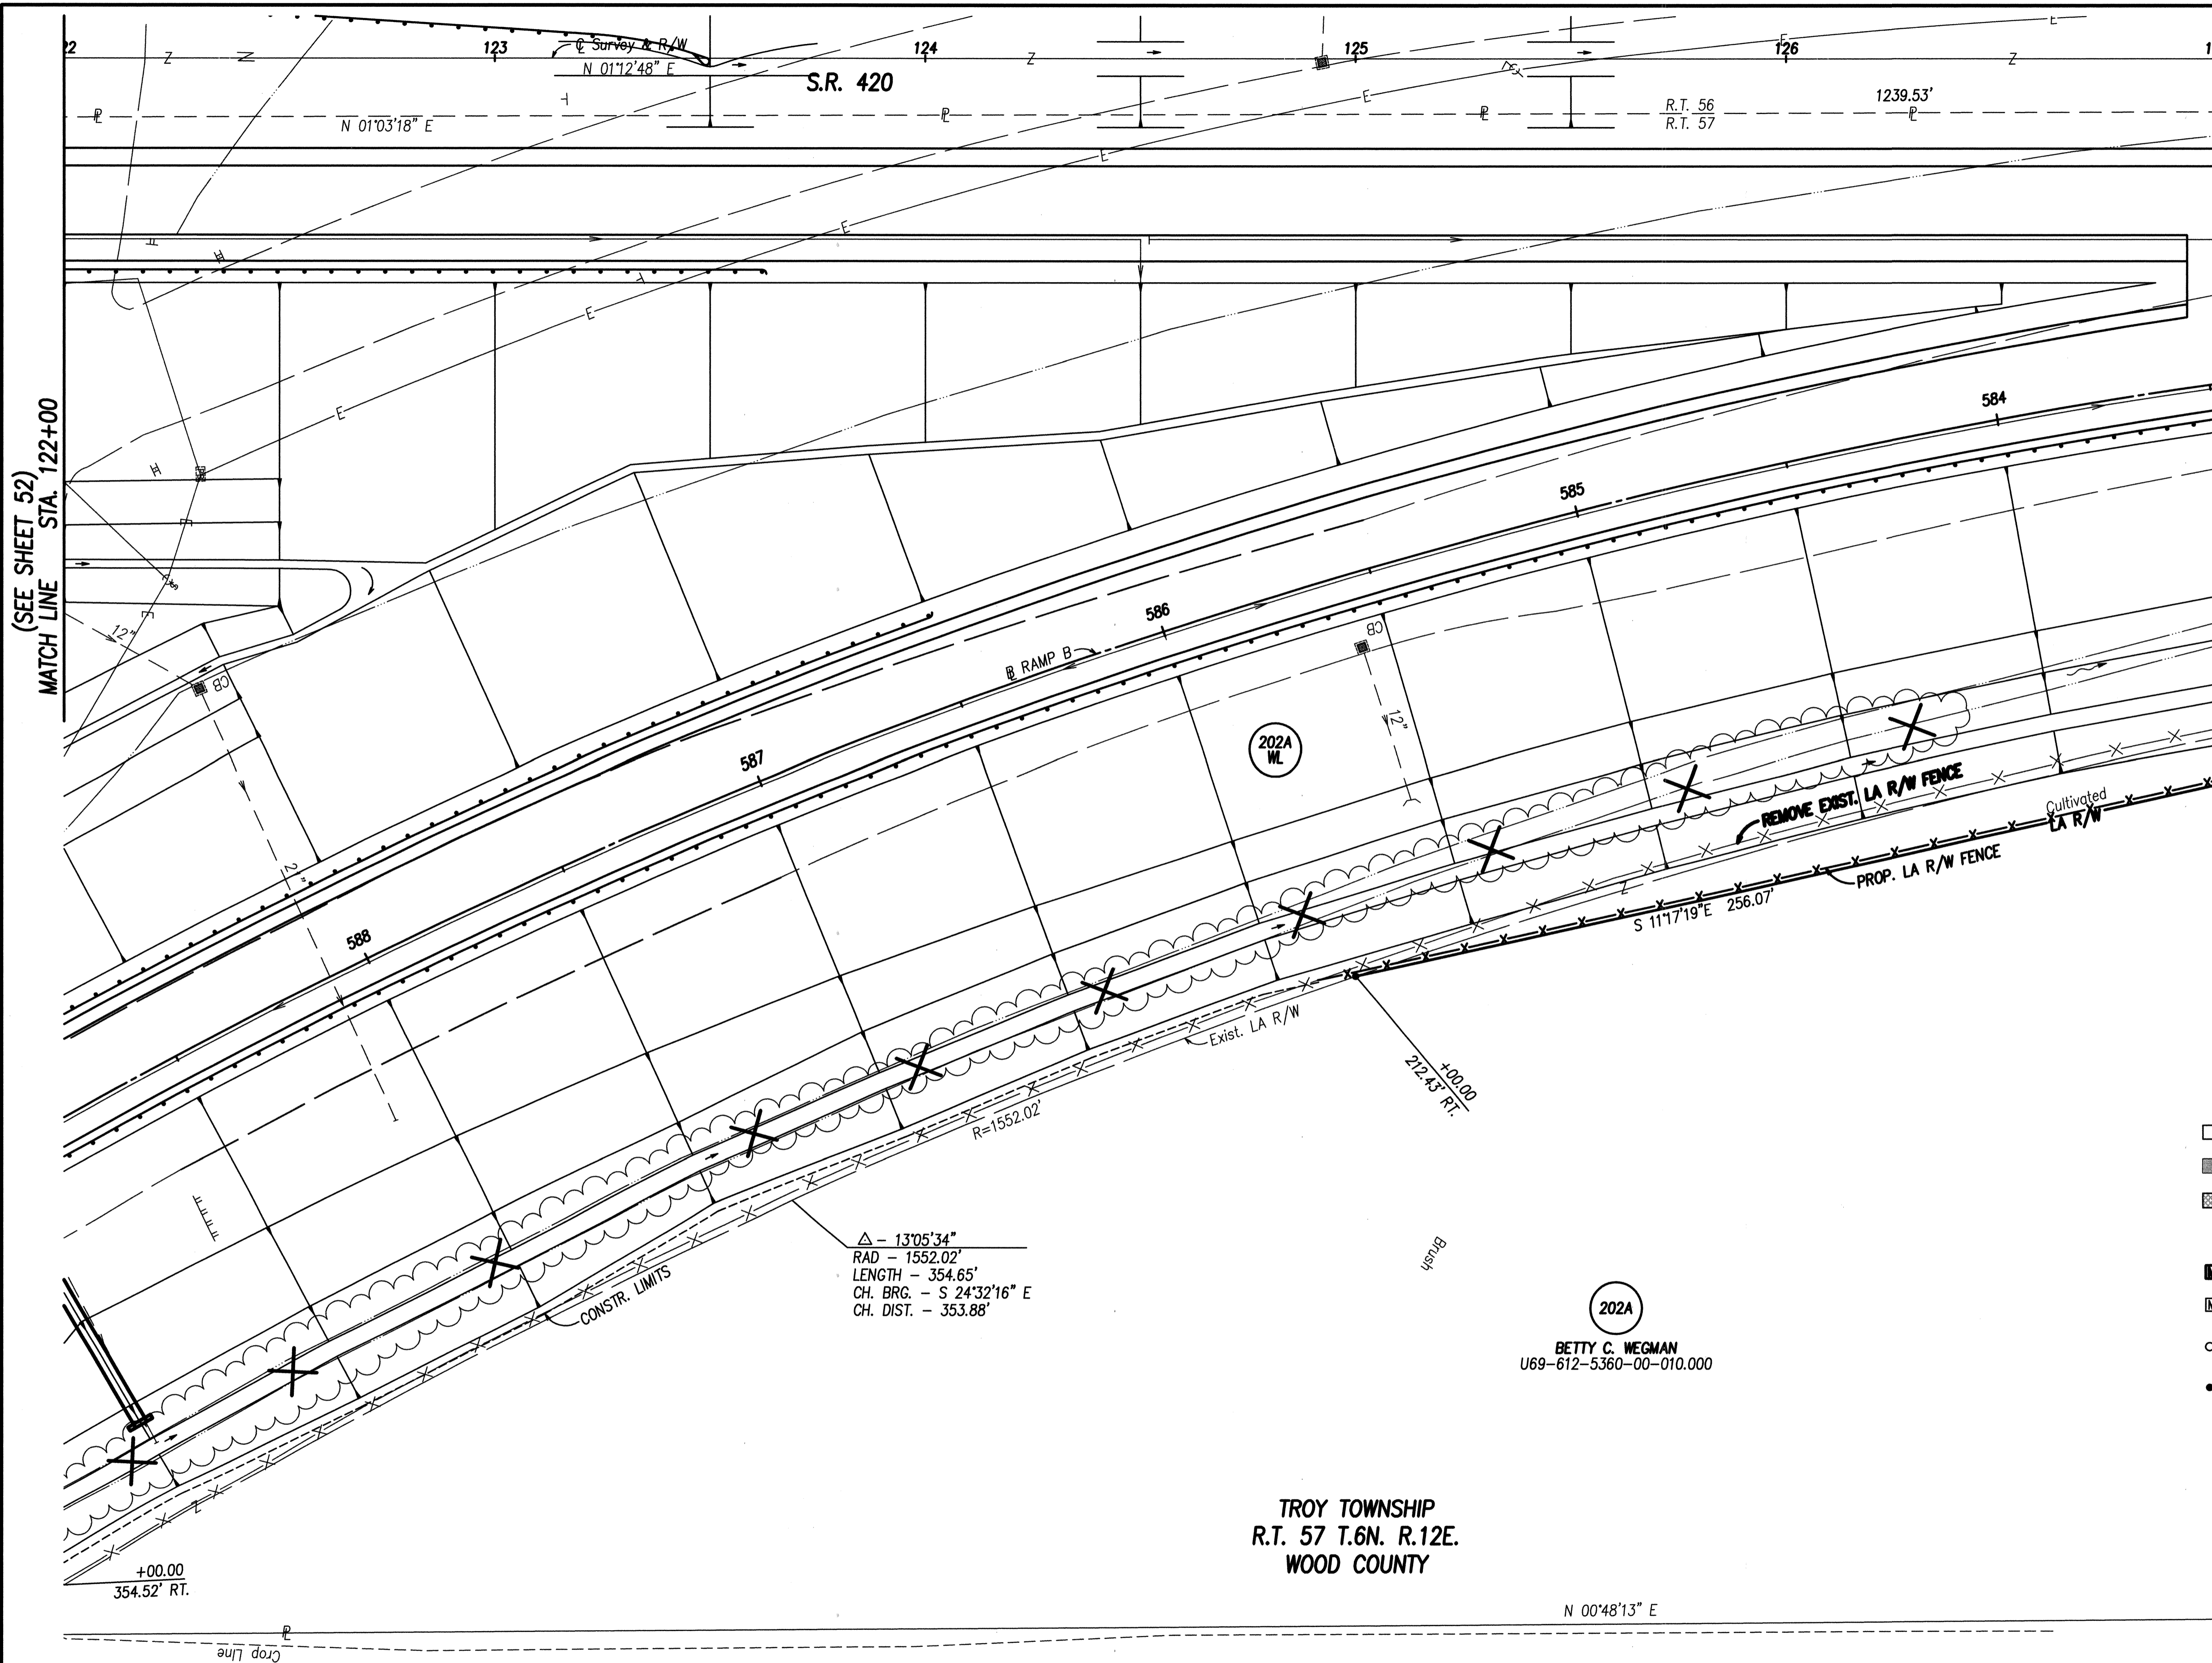 22
123
124
125
126
℄ Survey & R/W
N 01°12'48" E
S.R. 420
N 01°03'18" E
R.T. 56
R.T. 57
1239.53'
(SEE SHEET 52)
MATCH LINE STA. 122+00
584
585
586
587
588
B RAMP B
12"
CB
CB
12"
202A
WL
REMOVE EXIST. LA R/W FENCE
Cultivated
LA R/W
PROP. LA R/W FENCE
S 11°17'19"E 256.07'
Exist. LA R/W
+00.00
212.43' RT.
R=1552.02'
△ - 13°05'34"
RAD - 1552.02'
LENGTH - 354.65'
CH. BRG. - S 24°32'16" E
CH. DIST. - 353.88'
CONSTR. LIMITS
Brush
202A
BETTY C. WEGMAN
U69-612-5360-00-010.000
TROY TOWNSHIP
R.T. 57 T.6N. R.12E.
WOOD COUNTY
+00.00
354.52' RT.
N 00°48'13" E
Crop Line